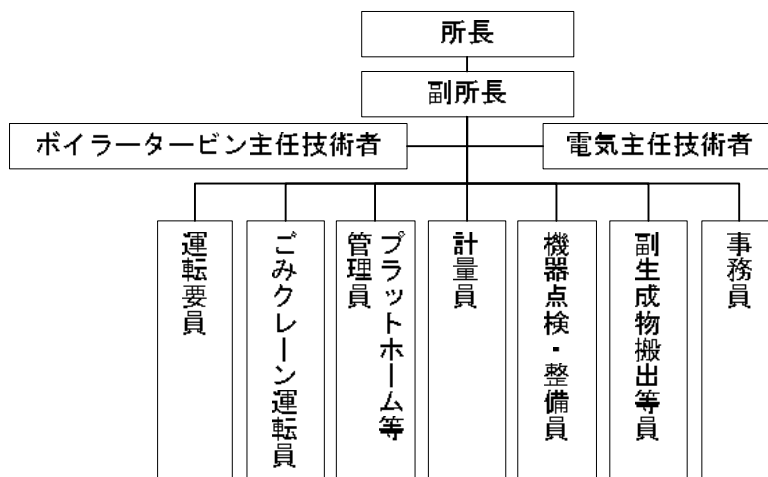 所長
副所長
ボイラータービン主任技術者
電気主任技術者
運転要員
ごみクレーン運転員
プラットホーム等
管理員
計量員
機器点検・整備員
副生成物搬出等員
事務員